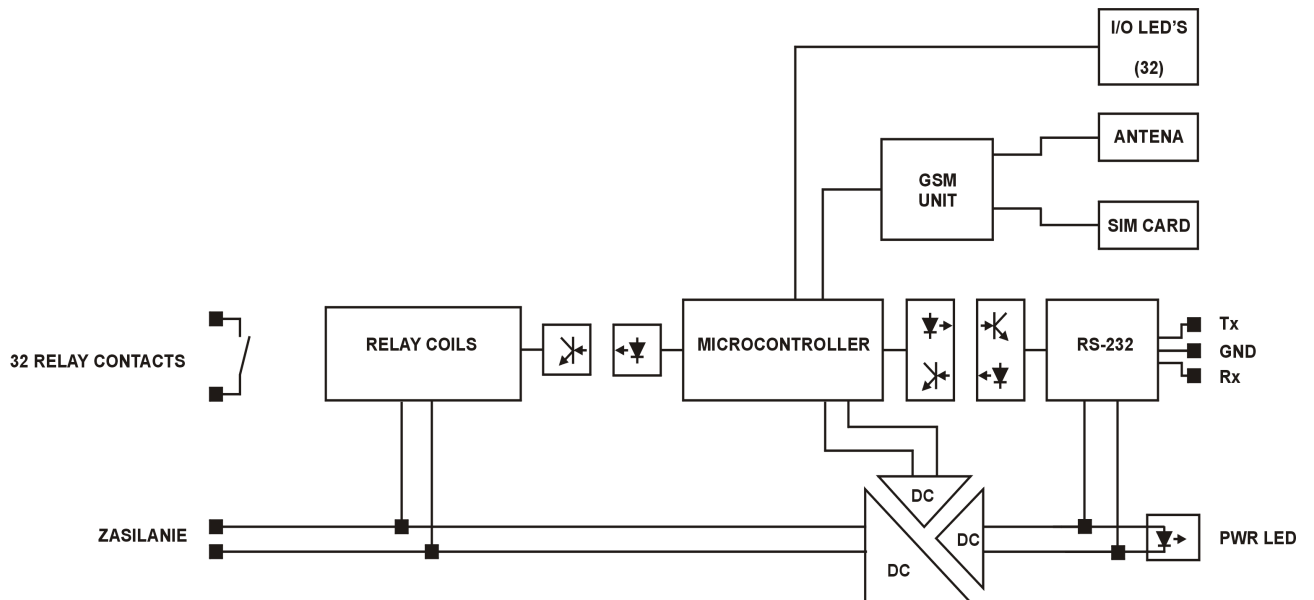 I/O LED'S
(32)
ANTENA
GSM
UNIT
SIM CARD
32 RELAY CONTACTS
RELAY COILS
MICROCONTROLLER
RS-232
Tx
GND
Rx
ZASILANIE
DC
DC
DC
PWR LED